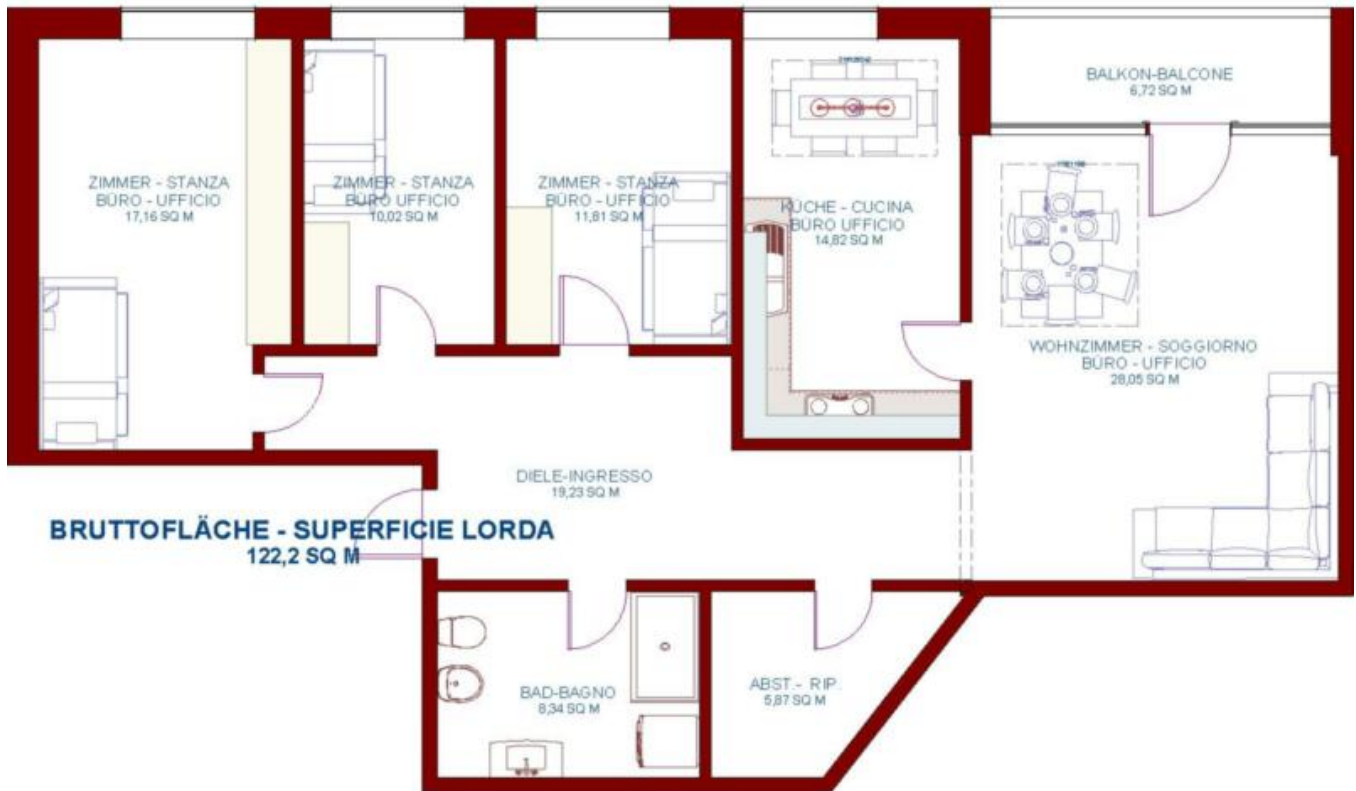 BALKON-BALCONE
6,72 SQ M
ZIMMER - STANZA
BÜRO - UFFICIO
17,16 SQ M
ZIMMER - STANZA
BÜRO UFFICIO
10,02 SQ M
ZIMMER - STANZA
BÜRO - UFFICIO
11,81 SQ M
KÜCHE - CUCINA
BÜRO UFFICIO
14,82 SQ M
WOHNZIMMER - SOGGIORNO
BÜRO - UFFICIO
28,05 SQ M
DIELE-INGRESSO
19,23 SQ M
BRUTTOFLÄCHE - SUPERFICIE LORDA
122,2 SQ M
BAD-BAGNO
8,34 SQ M
ABST.- RIP.
5,87 SQ M